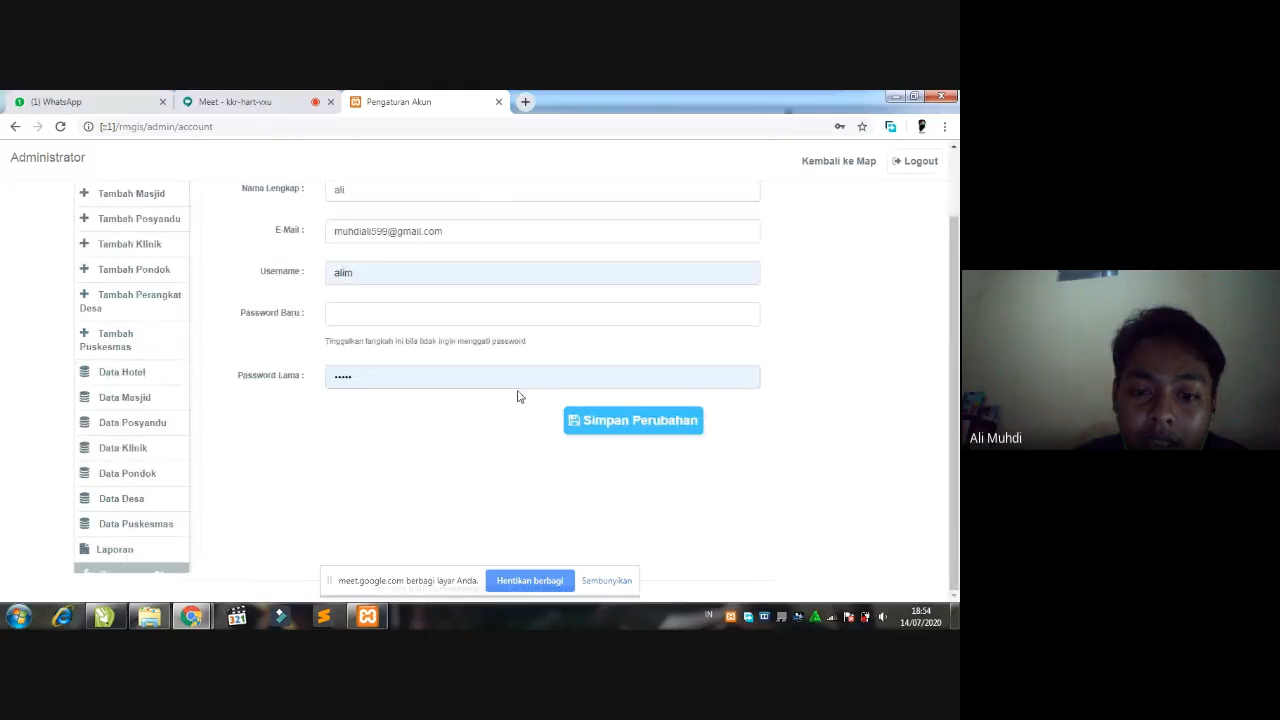 (1) WhatsApp
Meet - kkr-hart-vxu
Pengaturan Akun
[::1]/rmgis/admin/account
Administrator
Kembali ke Map
Logout
Tambah Masjid
Tambah Posyandu
Tambah Klinik
Tambah Pondok
Tambah Perangkat
Desa
Tambah
Puskesmas
Data Hotel
Data Masjid
Data Posyandu
Data Klinik
Data Pondok
Data Desa
Data Puskesmas
Laporan
Nama Lengkap :
ali
E-Mail :
muhdiali599@gmail.com
Username :
alim
Password Baru :
Tinggalkan langkah ini bila tidak ingin menggati password
Password Lama :
•••••
Simpan Perubahan
meet.google.com berbagi layar Anda.
Hentikan berbagi
Sembunyikan
321
IN
18:54
14/07/2020
Ali Muhdi